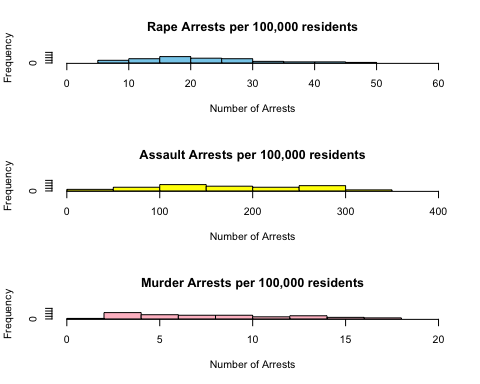 Rape Arrests per 100,000 residents
Frequency
0
0 10 20 30 40 50 60
Number of Arrests
Assault Arrests per 100,000 residents
Frequency
0
0 100 200 300 400
Number of Arrests
Murder Arrests per 100,000 residents
Frequency
0
0 5 10 15 20
Number of Arrests